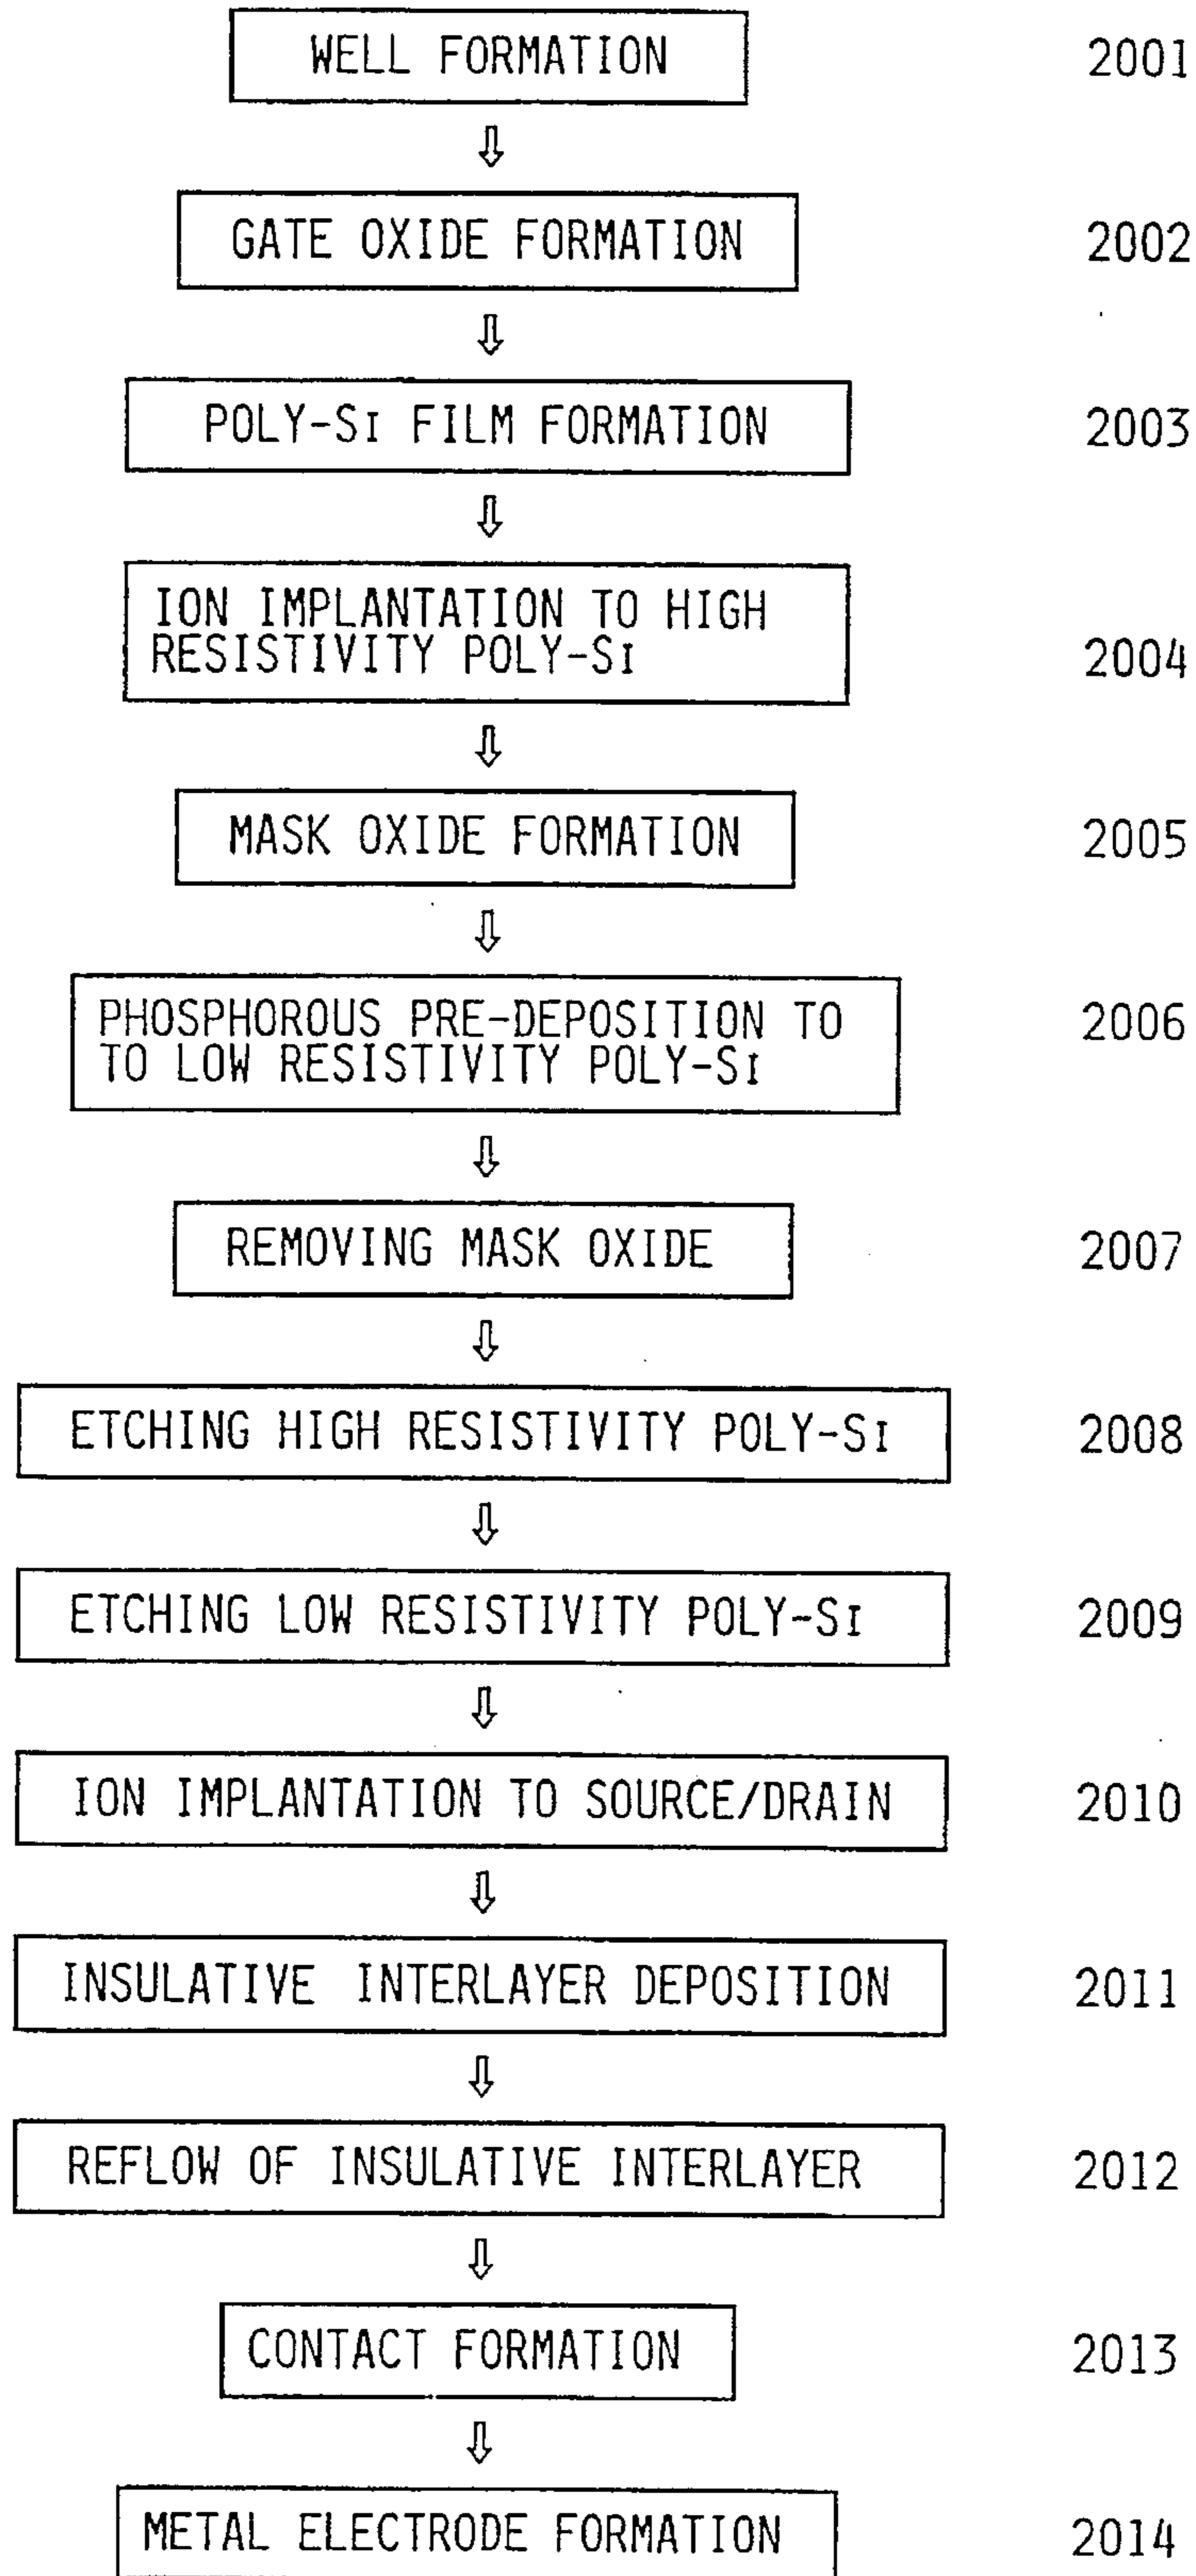 WELL FORMATION 2001
GATE OXIDE FORMATION 2002
POLY-SI FILM FORMATION 2003
ION IMPLANTATION TO HIGH
RESISTIVITY POLY-SI 2004
MASK OXIDE FORMATION 2005
PHOSPHOROUS PRE-DEPOSITION TO 2006
TO LOW RESISTIVITY POLY-SI
REMOVING MASK OXIDE 2007
ETCHING HIGH RESISTIVITY POLY-SI 2008
ETCHING LOW RESISTIVITY POLY-SI 2009
ION IMPLANTATION TO SOURCE/DRAIN 2010
INSULATIVE INTERLAYER DEPOSITION 2011
REFLOW OF INSULATIVE INTERLAYER 2012
CONTACT FORMATION 2013
METAL ELECTRODE FORMATION 2014